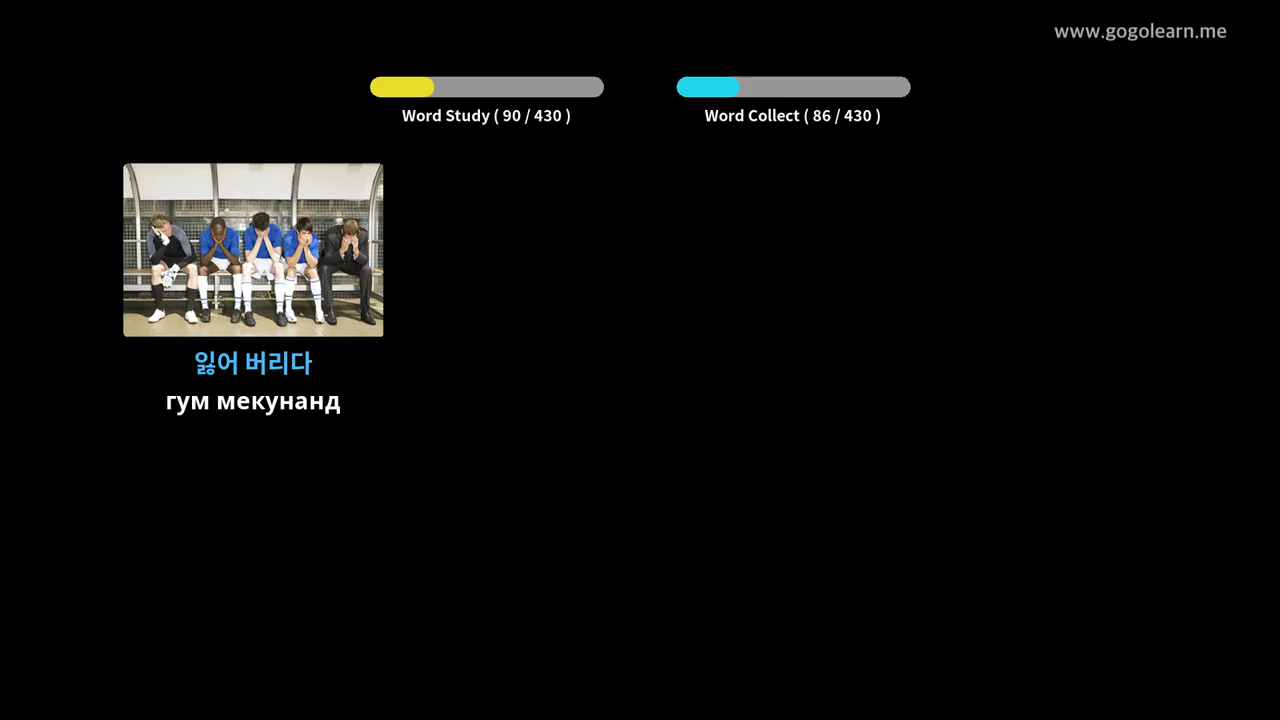 www.gogolearn.me
Word Study ( 90 / 430 )
Word Collect ( 86 / 430 )
잃어 버리다
гум мекунанд